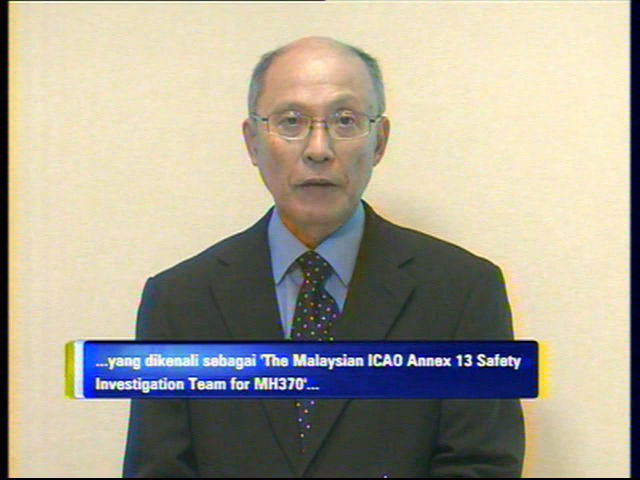 ...yang dikenali sebagai 'The Malaysian ICAO Annex 13 Safety
Investigation Team for MH370'...